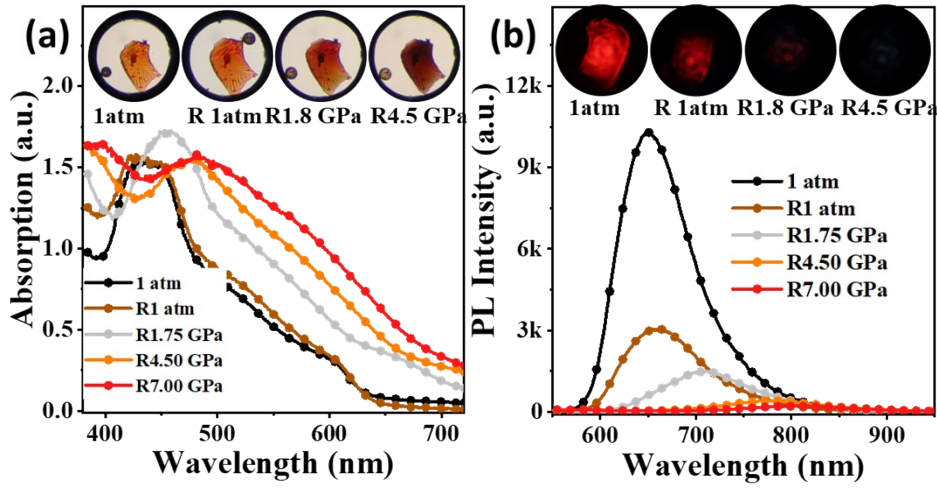 (a)
1atm R 1atm R1.8 GPa R4.5 GPa
2.0
1.5
1.0
0.5
0.0
Absorption (a.u.)
1 atm
R1 atm
R1.75 GPa
R4.50 GPa
R7.00 GPa
400 500 600 700
Wavelength (nm)
(b)
1atm R 1atm R1.8 GPa R4.5 GPa
12k
9k
6k
3k
0
PL Intensity (a.u.)
1 atm
R1 atm
R1.75 GPa
R4.50 GPa
R7.00 GPa
600 700 800 900
Wavelength (nm)